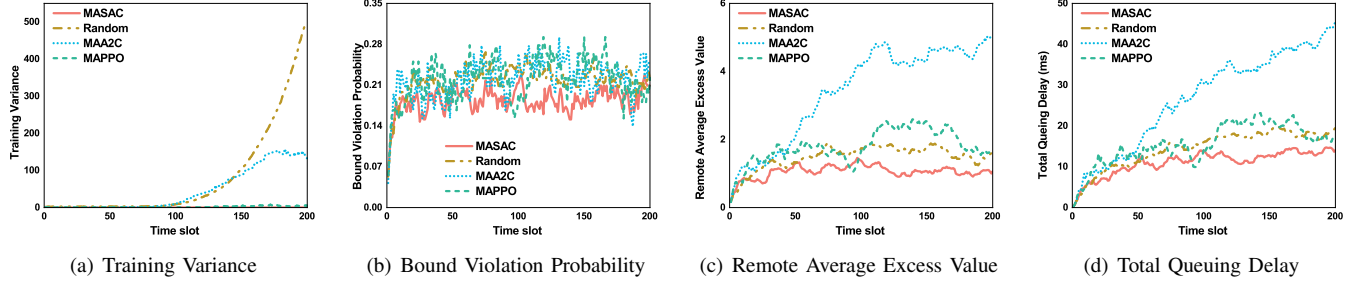 550
500
400
300
200
100
0
0
50
100
150
200
Training Variance
Time slot
MASAC
Random
MAA2C
MAPPO
(a) Training Variance
0.35
0.28
0.21
0.14
0.07
0.00
0
50
100
150
200
Bound Violation Probability
Time slot
MASAC
Random
MAA2C
MAPPO
(b) Bound Violation Probability
6
4
2
0
0
50
100
150
200
Remote Average Excess Value
Time slot
MASAC
Random
MAA2C
MAPPO
(c) Remote Average Excess Value
50
40
30
20
10
0
0
50
100
150
200
Total Queing Delay (ms)
Time slot
MASAC
Random
MAA2C
MAPPO
(d) Total Queuing Delay